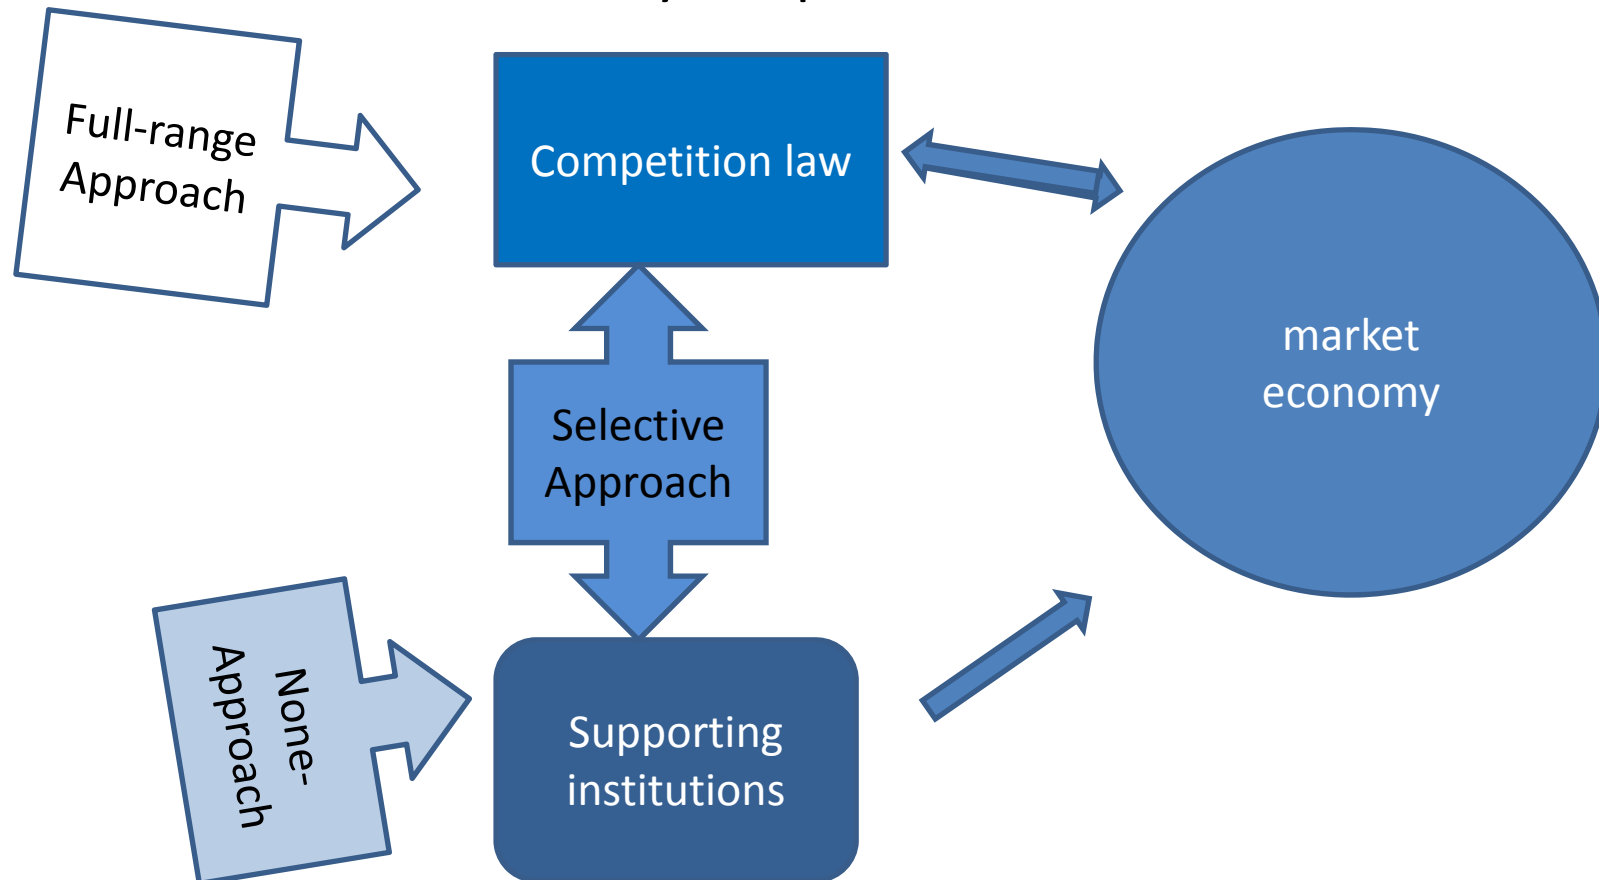 Full-range
Approach
Competition law
market
economy
Selective
Approach
None-
Approach
Supporting
institutions